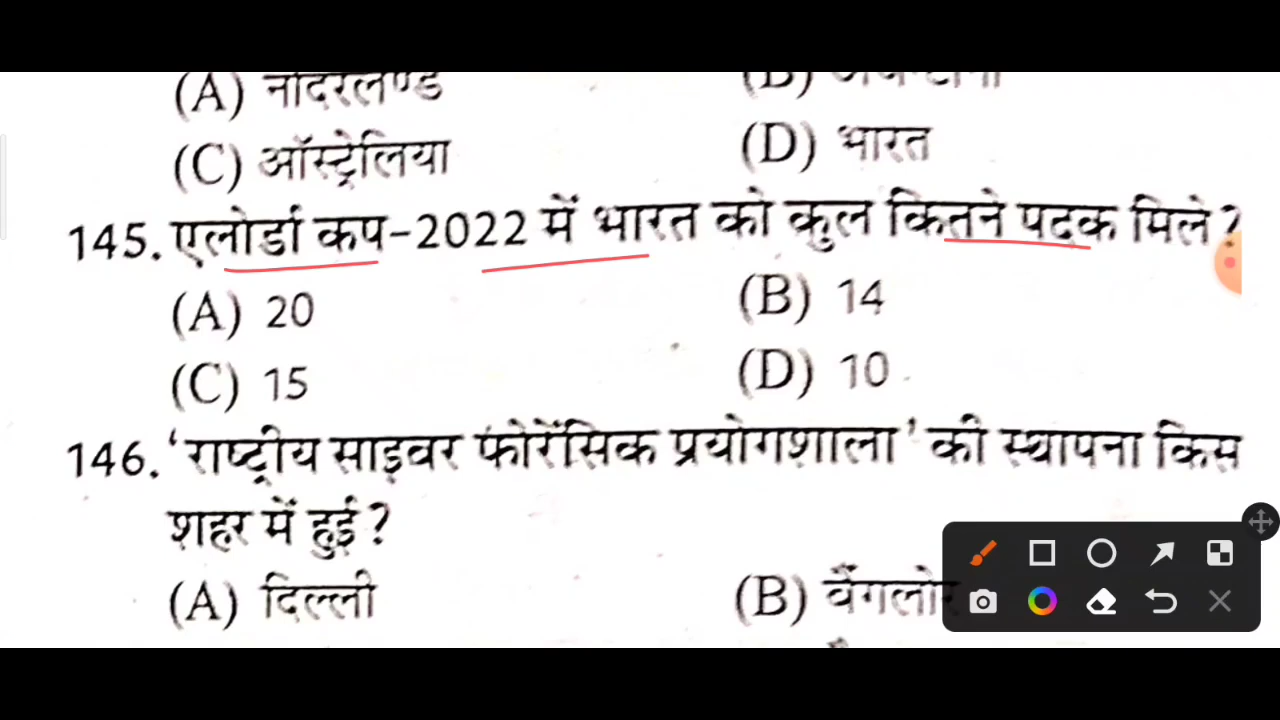 (A) नीदरलैण्ड
(C) ऑस्ट्रेलिया (D) भारत
145. एलोर्डा कप-2022 में भारत को कुल कितने पदक मिले?
(A) 20 (B) 14
(C) 15 (D) 10
146. 'राष्ट्रीय साइबर फोरेंसिक प्रयोगशाला' की स्थापना किस
शहर में हुई?
(A) दिल्ली (B) बैंगलोर